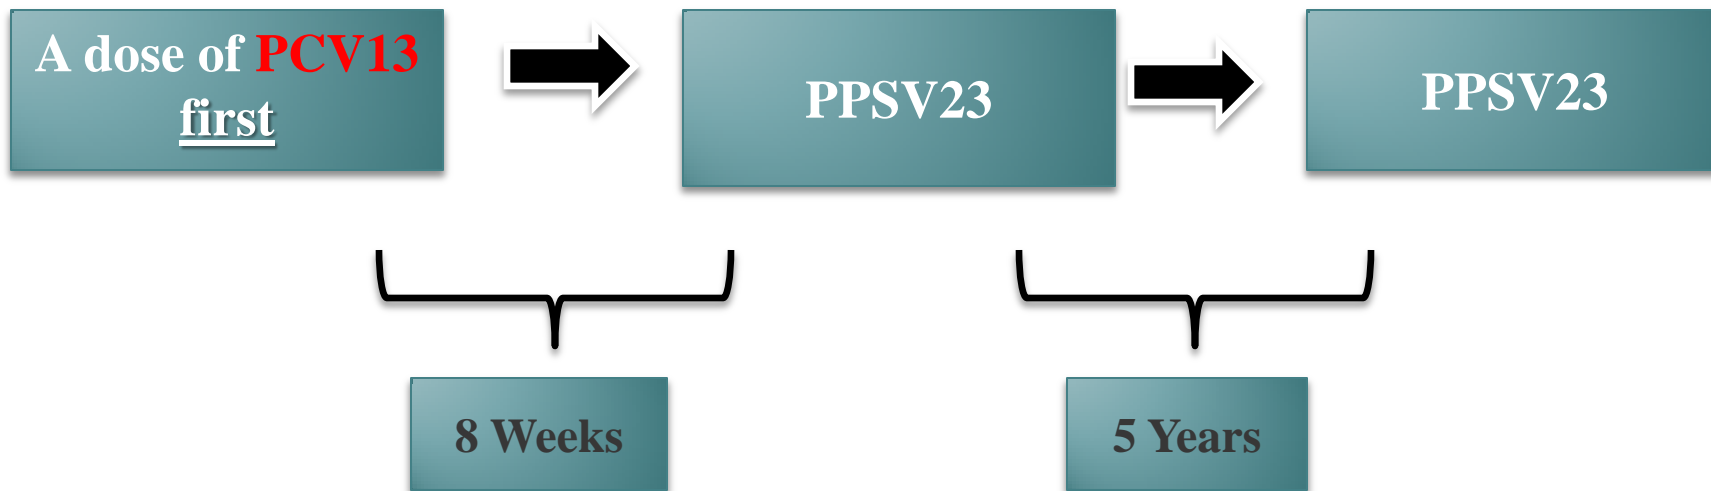 A dose of PCV13
first
PPSV23
PPSV23
8 Weeks
5 Years